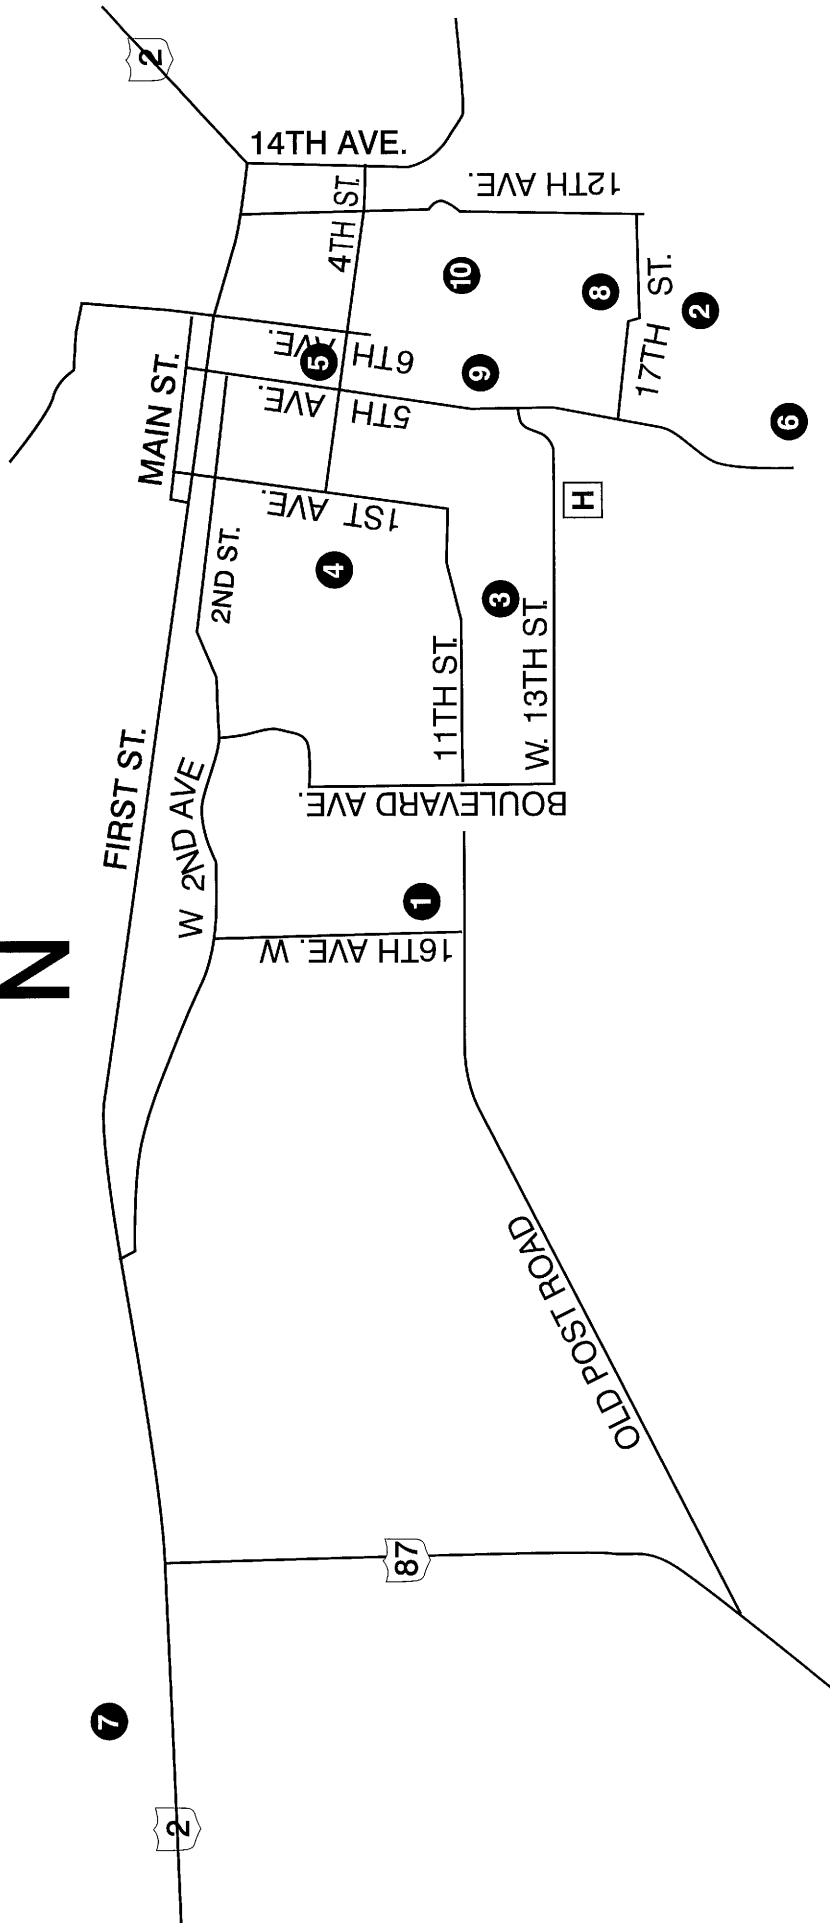 2
14TH AVE.
4TH ST.
12TH AVE.
10
8
17TH ST.
2
MAIN ST.
6TH AVE.
5
5TH AVE.
9
6
1ST AVE.
H
2ND ST.
4
3
11TH ST.
W. 13TH ST.
FIRST ST.
W 2ND AVE
BOULEVARD AVE.
1
16TH AVE. W
N
OLD POST ROAD
87
7
2